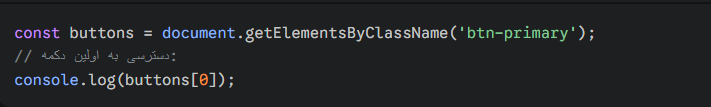 const buttons = document.getElementsByClassName('btn-primary');
// دسترسی به اولین دکمه:
console.log(buttons[0]);